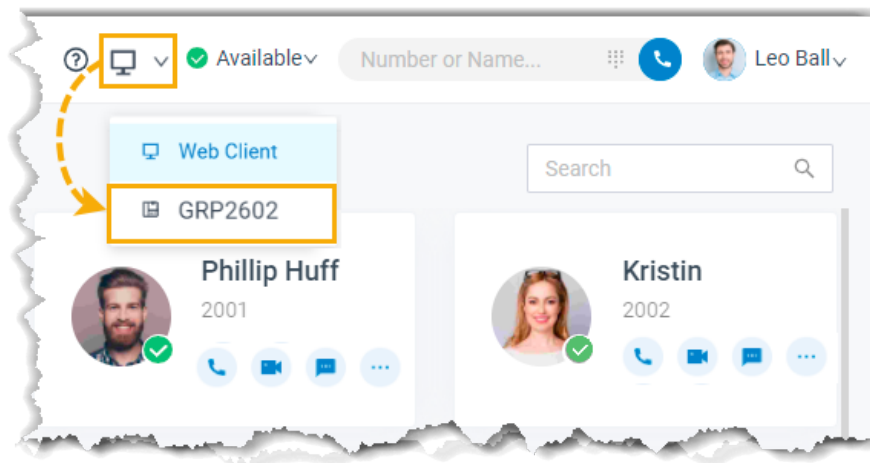 Available
Number or Name...
Leo Ball
Web Client
Search
GRP2602
Phillip Huff
2001
Kristin
2002